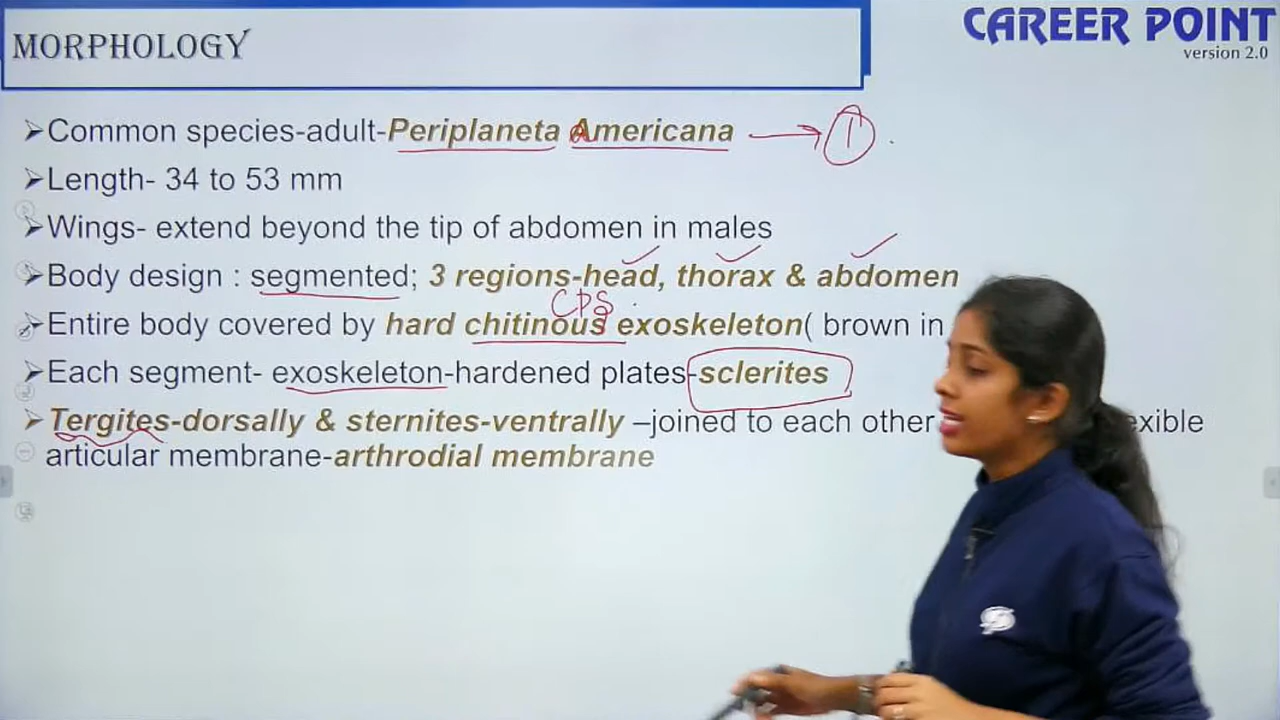 MORPHOLOGY
CAREER POINT
version 2.0
➢Common species-adult-Periplaneta Americana → 1
➢Length- 34 to 53 mm
➢Wings- extend beyond the tip of abdomen in males
➢Body design : segmented; 3 regions-head, thorax & abdomen
CPS
➢Entire body covered by hard chitinous exoskeleton( brown in
➢Each segment- exoskeleton-hardened plates-sclerites
➢Tergites-dorsally & sternites-ventrally –joined to each other
articular membrane-arthrodial membrane